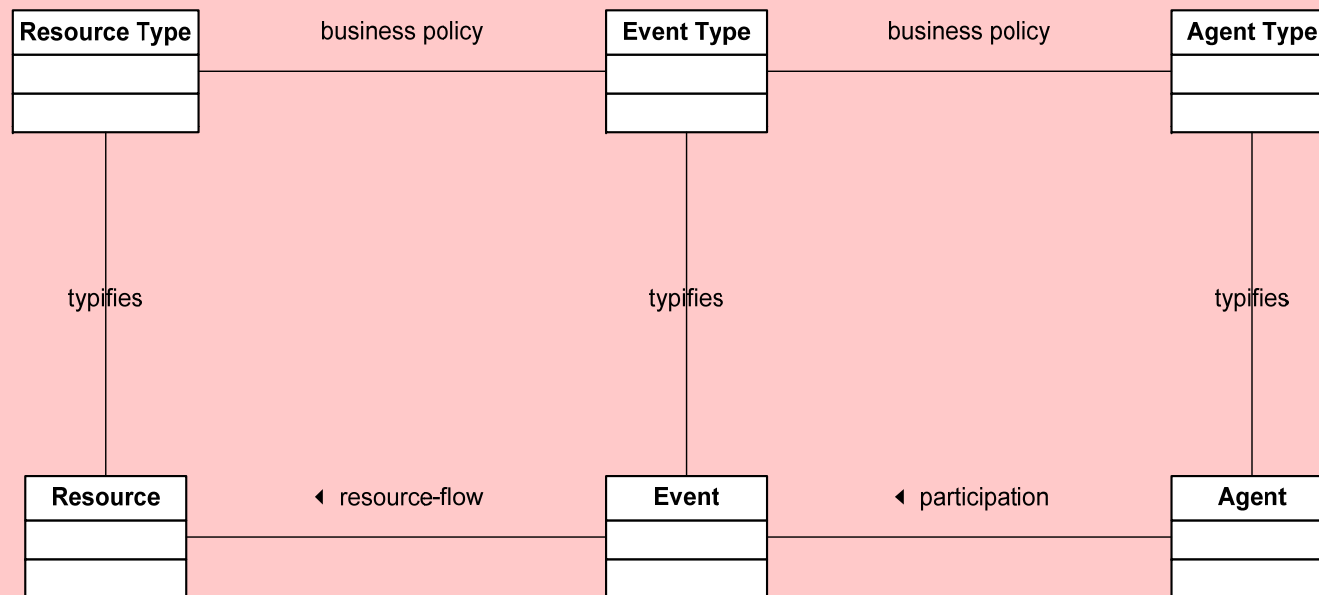 Resource Type
business policy
Event Type
business policy
Agent Type
typifies
typifies
typifies
Resource
resource-flow
Event
participation
Agent